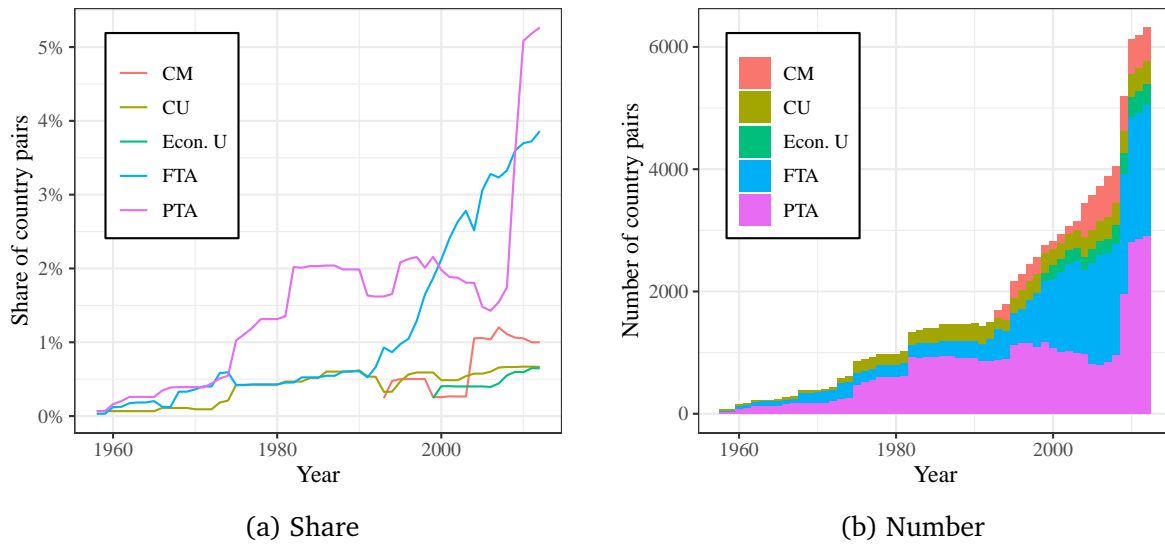 CM
CU
Econ. U
FTA
PTA
5%
4%
3%
2%
1%
0%
Share of country pairs
1960
1980
2000
Year
(a) Share
CM
CU
Econ. U
FTA
PTA
6000
4000
2000
0
Number of country pairs
1960
1980
2000
Year
(b) Number